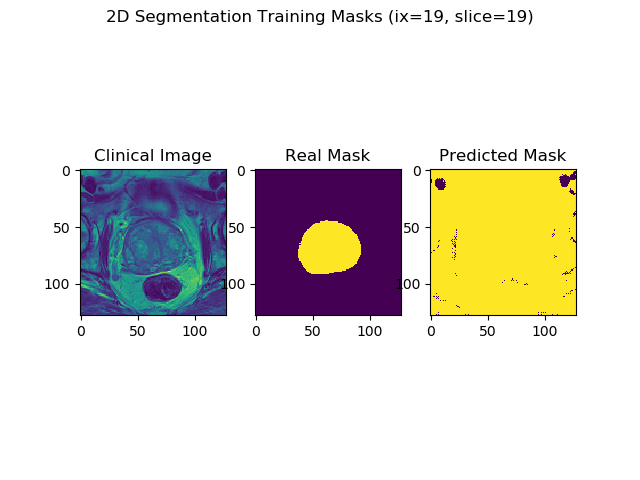 2D Segmentation Training Masks (ix=19, slice=19)
Clinical Image Real Mask Predicted Mask
0 0 0
50 50 50
100 100 100
0 50 100 0 50 100 0 50 100